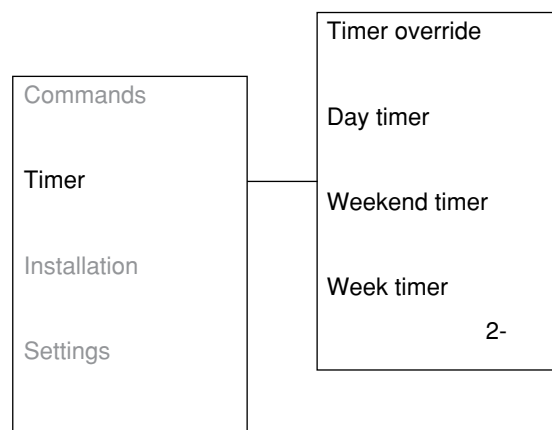 Commands
Timer
Installation
Settings
Timer override
Day timer
Weekend timer
Week timer
2-